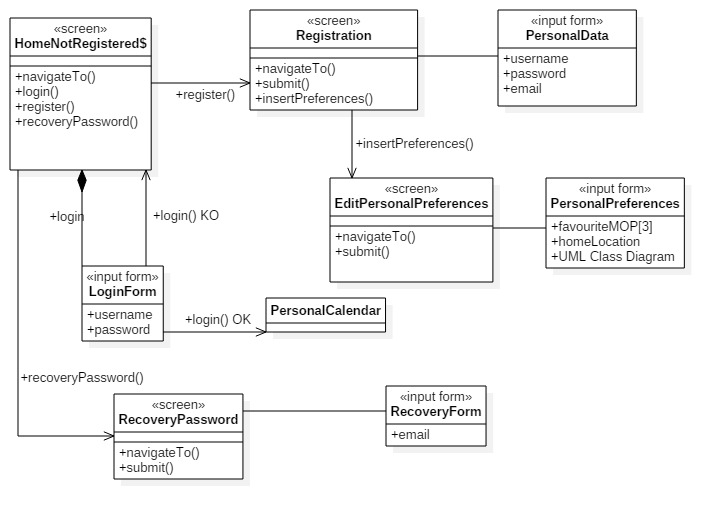 «screen»
HomeNotRegistered$
+navigateTo()
+login()
+register()
+recoveryPassword()
+register()
«screen»
Registration
+navigateTo()
+submit()
+insertPreferences()
«input form»
PersonalData
+username
+password
+email
+insertPreferences()
«screen»
EditPersonalPreferences
+navigateTo()
+submit()
«input form»
PersonalPreferences
+favouriteMOP[3]
+homeLocation
+UML Class Diagram
+login
+login() KO
«input form»
LoginForm
+username
+password
+login() OK
PersonalCalendar
+recoveryPassword()
«screen»
RecoveryPassword
+navigateTo()
+submit()
«input form»
RecoveryForm
+email